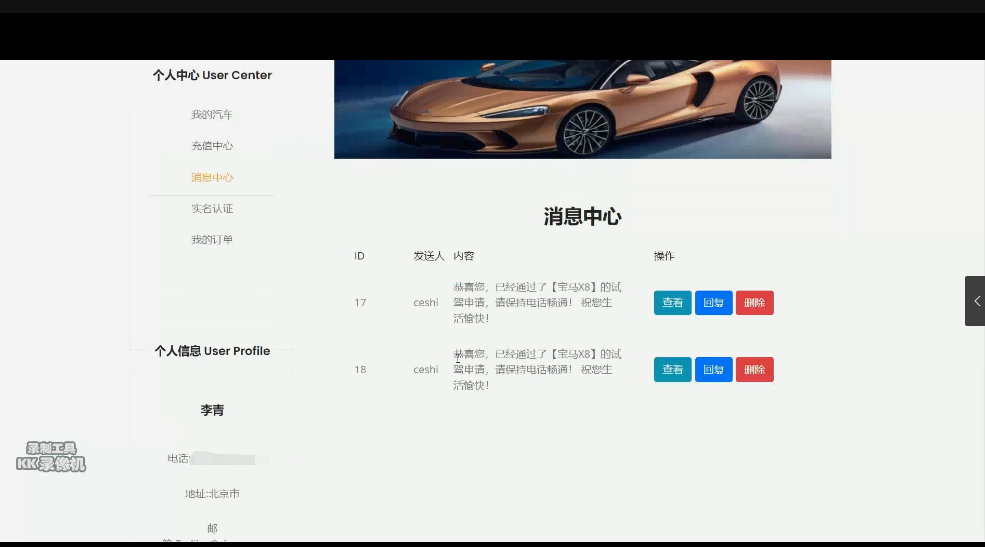 个人中心 User Center
我的汽车
充值中心
消息中心
实名认证
我的订单
消息中心
ID 发送人 内容 操作
17 ceshi 恭喜您，已经通过了【宝马X8】的试
驾申请，请保持电话畅通！ 祝您生
活愉快！
查看 回复 删除
18 ceshi 恭喜您，已经通过了【宝马X8】的试
驾申请，请保持电话畅通！ 祝您生
活愉快！
查看 回复 删除
个人信息 User Profile
李青
电话:
地址:北京市
邮
录制工具
KK录像机